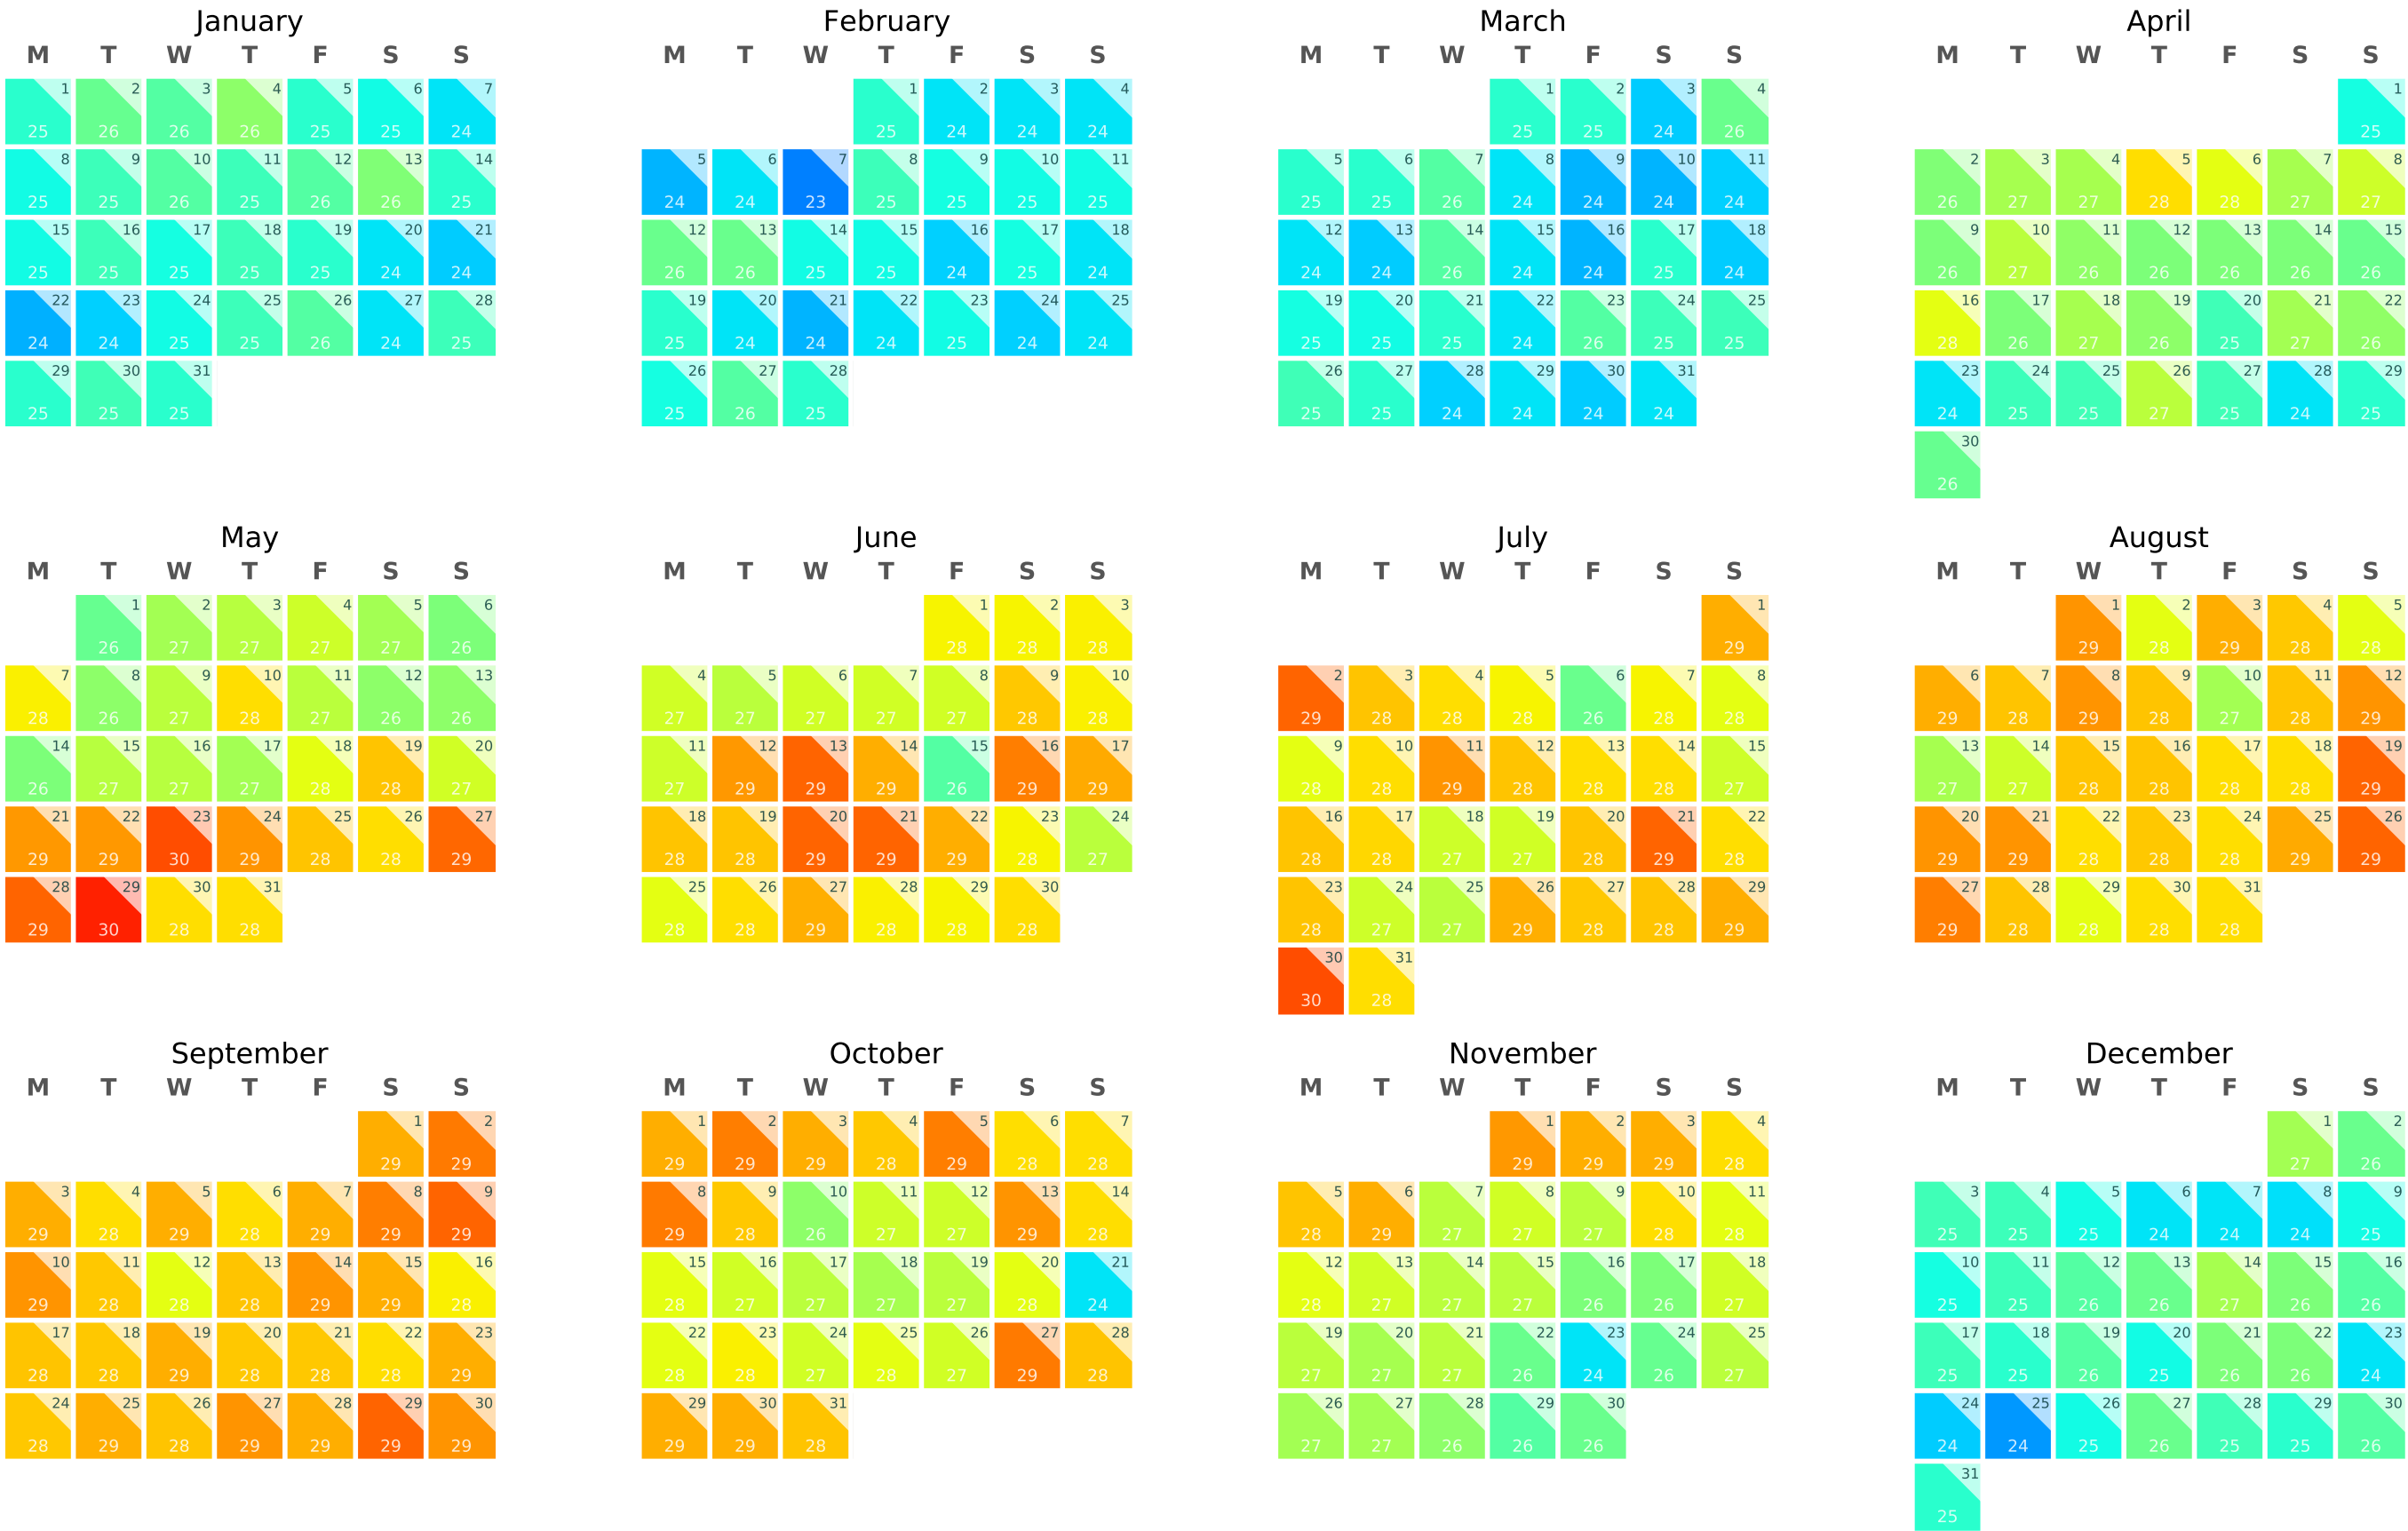 January February March April
M T W T F S S M T W T F S S M T W T F S S M T W T F S S
1 2 3 4 5 6 7 1 2 3 4 1 2 3 4 1
25 26 26 26 25 25 24 25 24 24 24 25 25 24 26 25
8 9 10 11 12 13 14 5 6 7 8 9 10 11 5 6 7 8 9 10 11 2 3 4 5 6 7 8
25 25 26 25 26 26 25 24 24 23 25 25 25 25 25 25 26 24 24 24 24 26 27 27 28 28 27 27
15 16 17 18 19 20 21 12 13 14 15 16 17 18 12 13 14 15 16 17 18 9 10 11 12 13 14 15
25 25 25 25 25 24 24 26 26 25 25 24 25 24 24 24 26 24 24 25 24 26 27 26 26 26 26 26
22 23 24 25 26 27 28 19 20 21 22 23 24 25 19 20 21 22 23 24 25 16 17 18 19 20 21 22
24 24 25 25 26 24 25 25 24 24 24 25 24 24 25 25 25 24 26 25 25 28 26 27 26 25 27 26
29 30 31 26 27 28 26 27 28 29 30 31 23 24 25 26 27 28 29
25 25 25 25 26 25 25 25 24 24 24 24 24 25 25 27 25 24 25
30
26
May June July August
M T W T F S S M T W T F S S M T W T F S S M T W T F S S
1 2 3 4 5 6 1 2 3 1 1 2 3 4 5
26 27 27 27 27 26 28 28 28 29 29 28 29 28 28
7 8 9 10 11 12 13 4 5 6 7 8 9 10 2 3 4 5 6 7 8 6 7 8 9 10 11 12
28 26 27 28 27 26 26 27 27 27 27 27 28 28 29 28 28 28 26 28 28 29 28 29 28 27 28 29
14 15 16 17 18 19 20 11 12 13 14 15 16 17 9 10 11 12 13 14 15 13 14 15 16 17 18 19
26 27 27 27 28 28 27 27 29 29 29 26 29 29 28 28 29 28 28 28 27 27 27 28 28 28 28 29
21 22 23 24 25 26 27 18 19 20 21 22 23 24 16 17 18 19 20 21 22 20 21 22 23 24 25 26
29 29 30 29 28 28 29 28 28 29 29 29 28 27 28 28 27 27 28 29 28 29 29 28 28 28 29 29
28 29 30 31 25 26 27 28 29 30 23 24 25 26 27 28 29 27 28 29 30 31
29 30 28 28 28 28 29 28 28 28 28 27 27 29 28 28 29 29 28 28 28 28
30 31
30 28
September October November December
M T W T F S S M T W T F S S M T W T F S S M T W T F S S
1 2 1 2 3 4 5 6 7 1 2 3 4 1 2
29 29 29 29 29 28 29 28 28 29 29 29 28 27 26
3 4 5 6 7 8 9 8 9 10 11 12 13 14 5 6 7 8 9 10 11 3 4 5 6 7 8 9
29 28 29 28 29 29 29 29 28 26 27 27 29 28 28 29 27 27 27 28 28 25 25 25 24 24 24 25
10 11 12 13 14 15 16 15 16 17 18 19 20 21 12 13 14 15 16 17 18 10 11 12 13 14 15 16
29 28 28 28 29 29 28 28 27 27 27 27 28 24 28 27 27 27 26 26 27 25 25 26 26 27 26 26
17 18 19 20 21 22 23 22 23 24 25 26 27 28 19 20 21 22 23 24 25 17 18 19 20 21 22 23
28 28 29 28 28 28 29 28 28 27 28 27 29 28 27 27 27 26 24 26 27 25 25 26 25 26 26 24
24 25 26 27 28 29 30 29 30 31 26 27 28 29 30 24 25 26 27 28 29 30
28 29 28 29 29 29 29 29 29 28 27 27 26 26 26 24 24 25 26 25 25 26
31
25